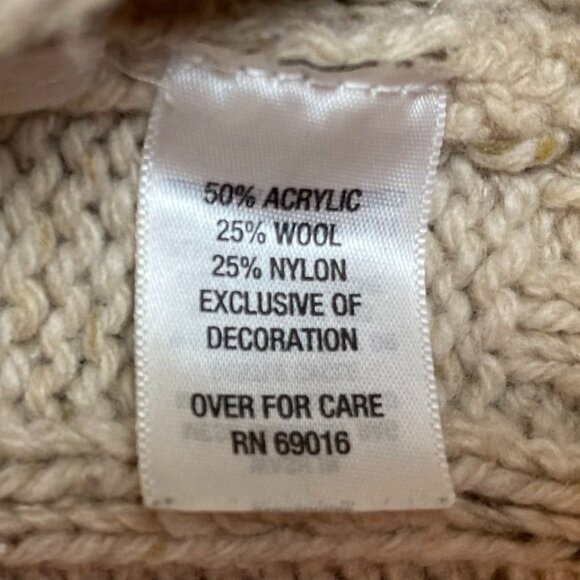 50% ACRYLIC
25% WOOL
25% NYLON
EXCLUSIVE OF
DECORATION
OVER FOR CARE
RN 69016